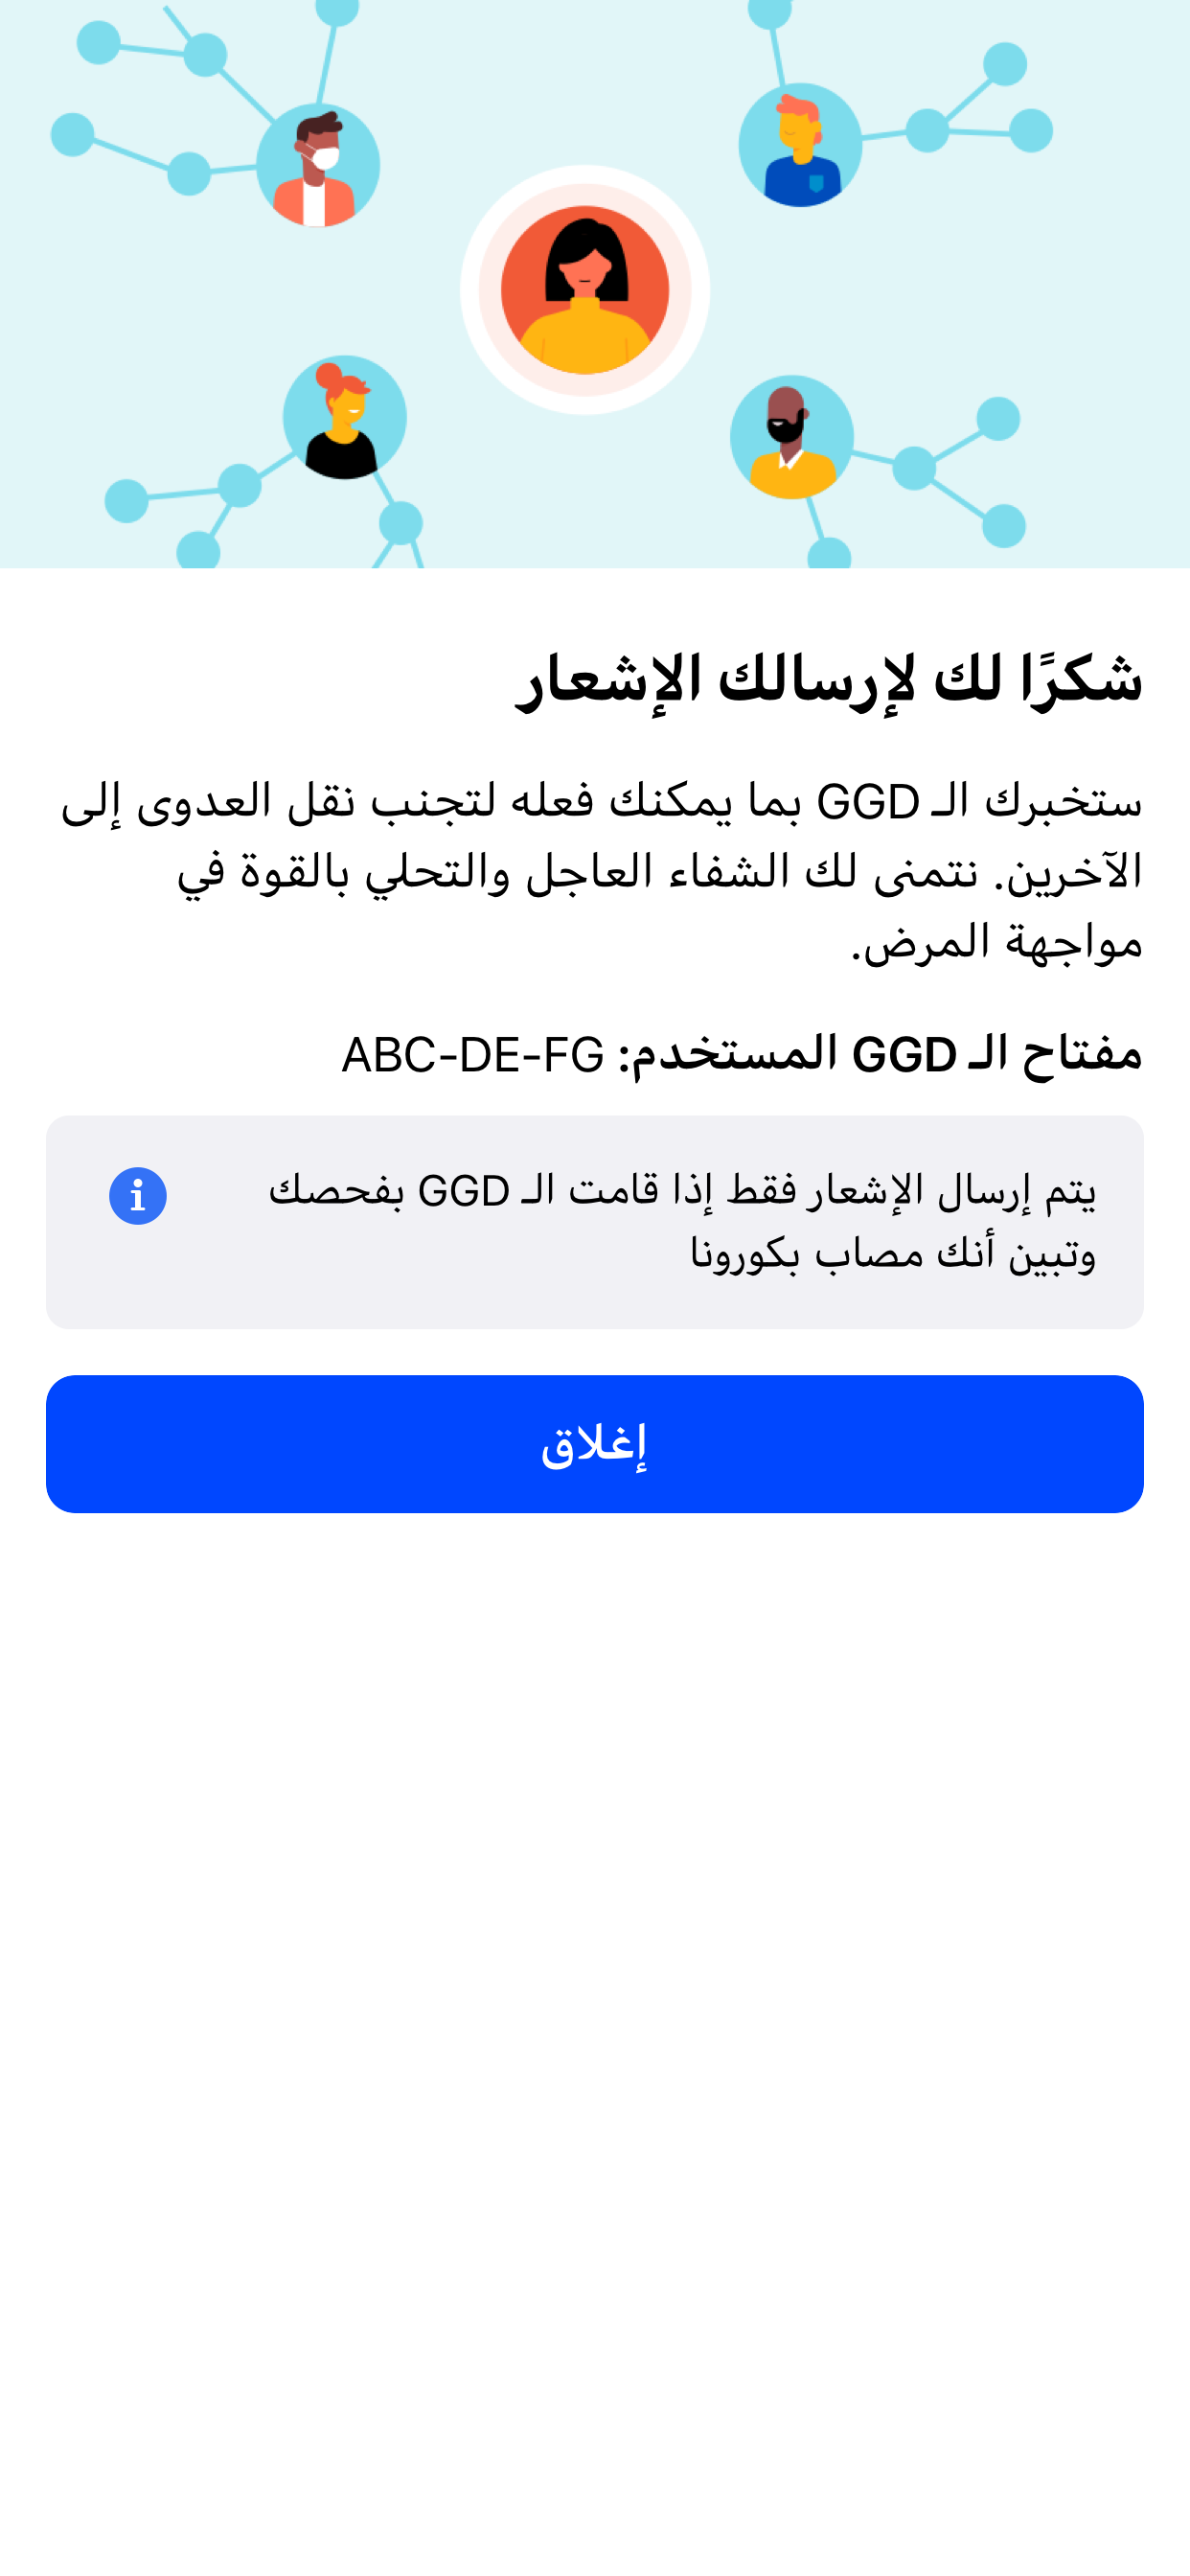 شكرًا لك لإرسالك الإشعار
ستخبرك الـ GGD بما يمكنك فعله لتجنب نقل العدوى إلى
الآخرين. نتمنى لك الشفاء العاجل والتحلي بالقوة في
مواجهة المرض.
مفتاح الـ GGD المستخدم: ABC-DE-FG
يتم إرسال الإشعار فقط إذا قامت الـ GGD بفحصك
وتبين أنك مصاب بكورونا
إغلاق